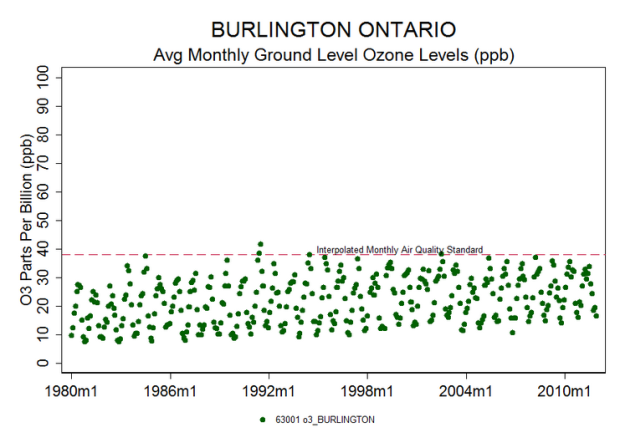 BURLINGTON ONTARIO
Avg Monthly Ground Level Ozone Levels (ppb)
O3 Parts Per Billion (ppb)
100
90
80
70
60
50
40
30
20
10
0
Interpolated Monthly Air Quality Standard
1980m1 1986m1 1992m1 1998m1 2004m1 2010m1
63001 o3_BURLINGTON